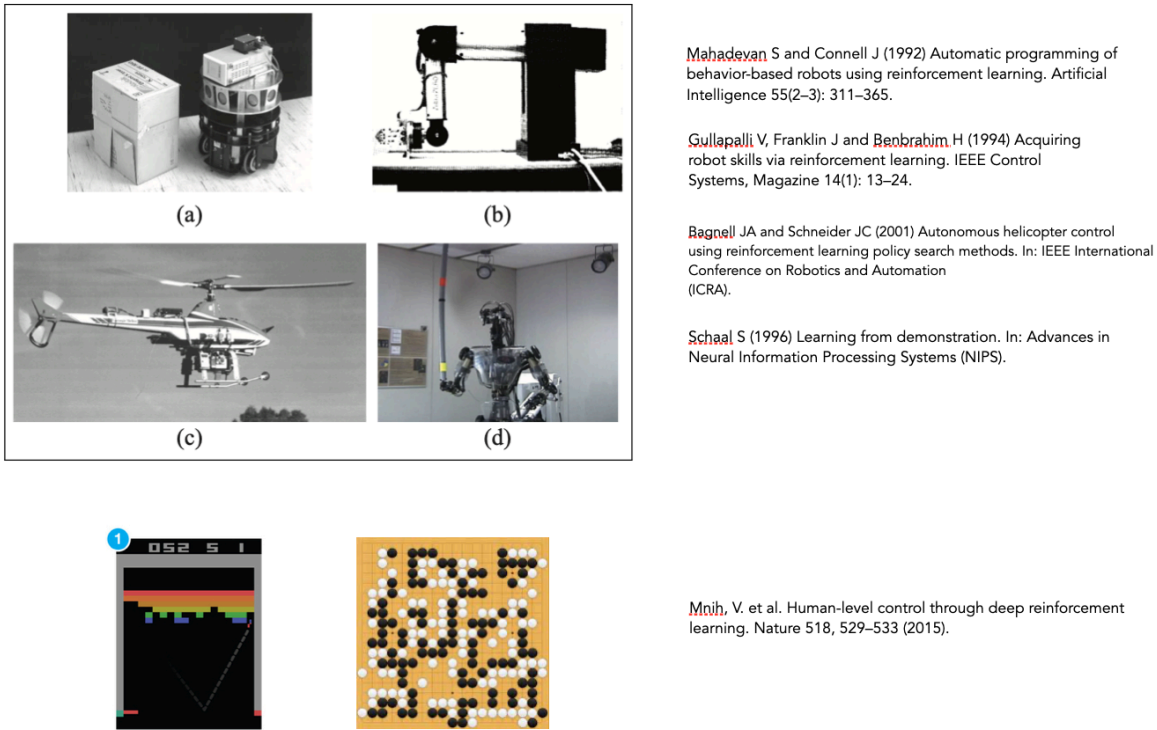 Mahadevan S and Connell J (1992) Automatic programming of
behavior-based robots using reinforcement learning. Artificial
Intelligence 55(2–3): 311–365.
(a)
(b)
Gullapalli V, Franklin J and Benbrahim H (1994) Acquiring
robot skills via reinforcement learning. IEEE Control
Systems, Magazine 14(1): 13–24.
Bagnell JA and Schneider JC (2001) Autonomous helicopter control
using reinforcement learning policy search methods. In: IEEE International
Conference on Robotics and Automation
(ICRA).
(c)
(d)
Schaal S (1996) Learning from demonstration. In: Advances in
Neural Information Processing Systems (NIPS).
1
052 5 1
Mnih, V. et al. Human-level control through deep reinforcement
learning. Nature 518, 529–533 (2015).